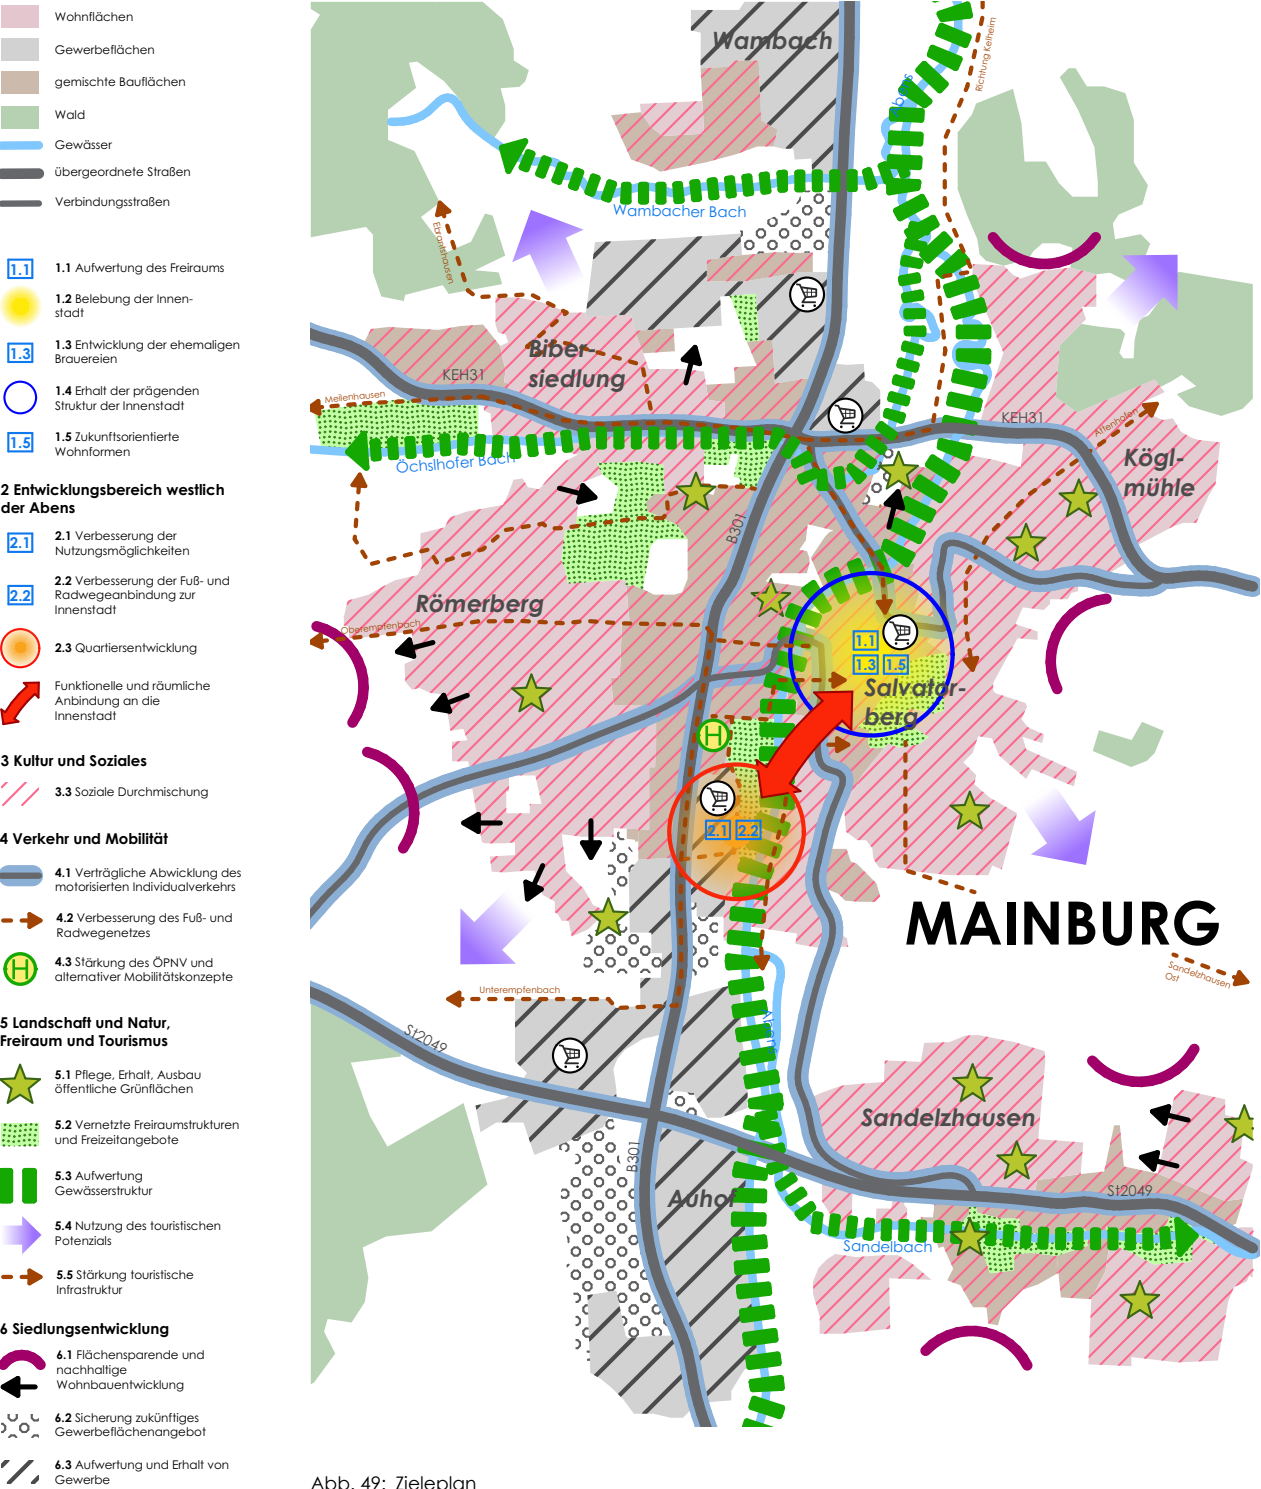 Wohnflächen
Gewerbeflächen
gemischte Bauflächen
Wald
Gewässer
übergeordnete Straßen
Verbindungsstraßen
1.1
1.1 Aufwertung des Freiraums
1.2 Belebung der Innen-
stadt
1.3
1.3 Entwicklung der ehemaligen
Brauereien
1.4 Erhalt der prägenden
Struktur der Innenstadt
1.5
1.5 Zukunftsorientierte
Wohnformen
2 Entwicklungsbereich westlich
der Abens
2.1
2.1 Verbesserung der
Nutzungsmöglichkeiten
2.2
2.2 Verbesserung der Fuß- und
Radwegeanbindung zur
Innenstadt
2.3 Quartiersentwicklung
Funktionelle und räumliche
Anbindung an die
Innenstadt
3 Kultur und Soziales
3.3 Soziale Durchmischung
4 Verkehr und Mobilität
4.1 Verträgliche Abwicklung des
motorisierten Individualverkehrs
4.2 Verbesserung des Fuß- und
Radwegenetzes
H
4.3 Stärkung des ÖPNV und
alternativer Mobilitätskonzepte
5 Landschaft und Natur,
Freiraum und Tourismus
5.1 Pflege, Erhalt, Ausbau
öffentliche Grünflächen
5.2 Vernetzte Freiraumstrukturen
und Freizeitangebote
5.3 Aufwertung
Gewässerstruktur
5.4 Nutzung des touristischen
Potenzials
5.5 Stärkung touristische
Infrastruktur
6 Siedlungsentwicklung
6.1 Flächensparende und
nachhaltige
Wohnbauentwicklung
6.2 Sicherung zukünftiges
Gewerbeflächenangebot
6.3 Aufwertung und Erhalt von
Gewerbe
Wambach
Richtung Kelheim
Wambacher Bach
Ebrantshausen
Biber-
siedlung
KEH31
Meilenhausen
Öchslhofer Bach
KEH31
Attenhofen
Kögl-
mühle
B301
Römerberg
Oberempfenbach
1.1
1.3
1.5
Salvator-
berg
H
2.1
2.2
MAINBURG
Sandelzhausen
Ost
Unterempfenbach
St2049
Sandelzhausen
B301
Auhof
St2049
Sandelbach
Abb. 49: Zieleplan